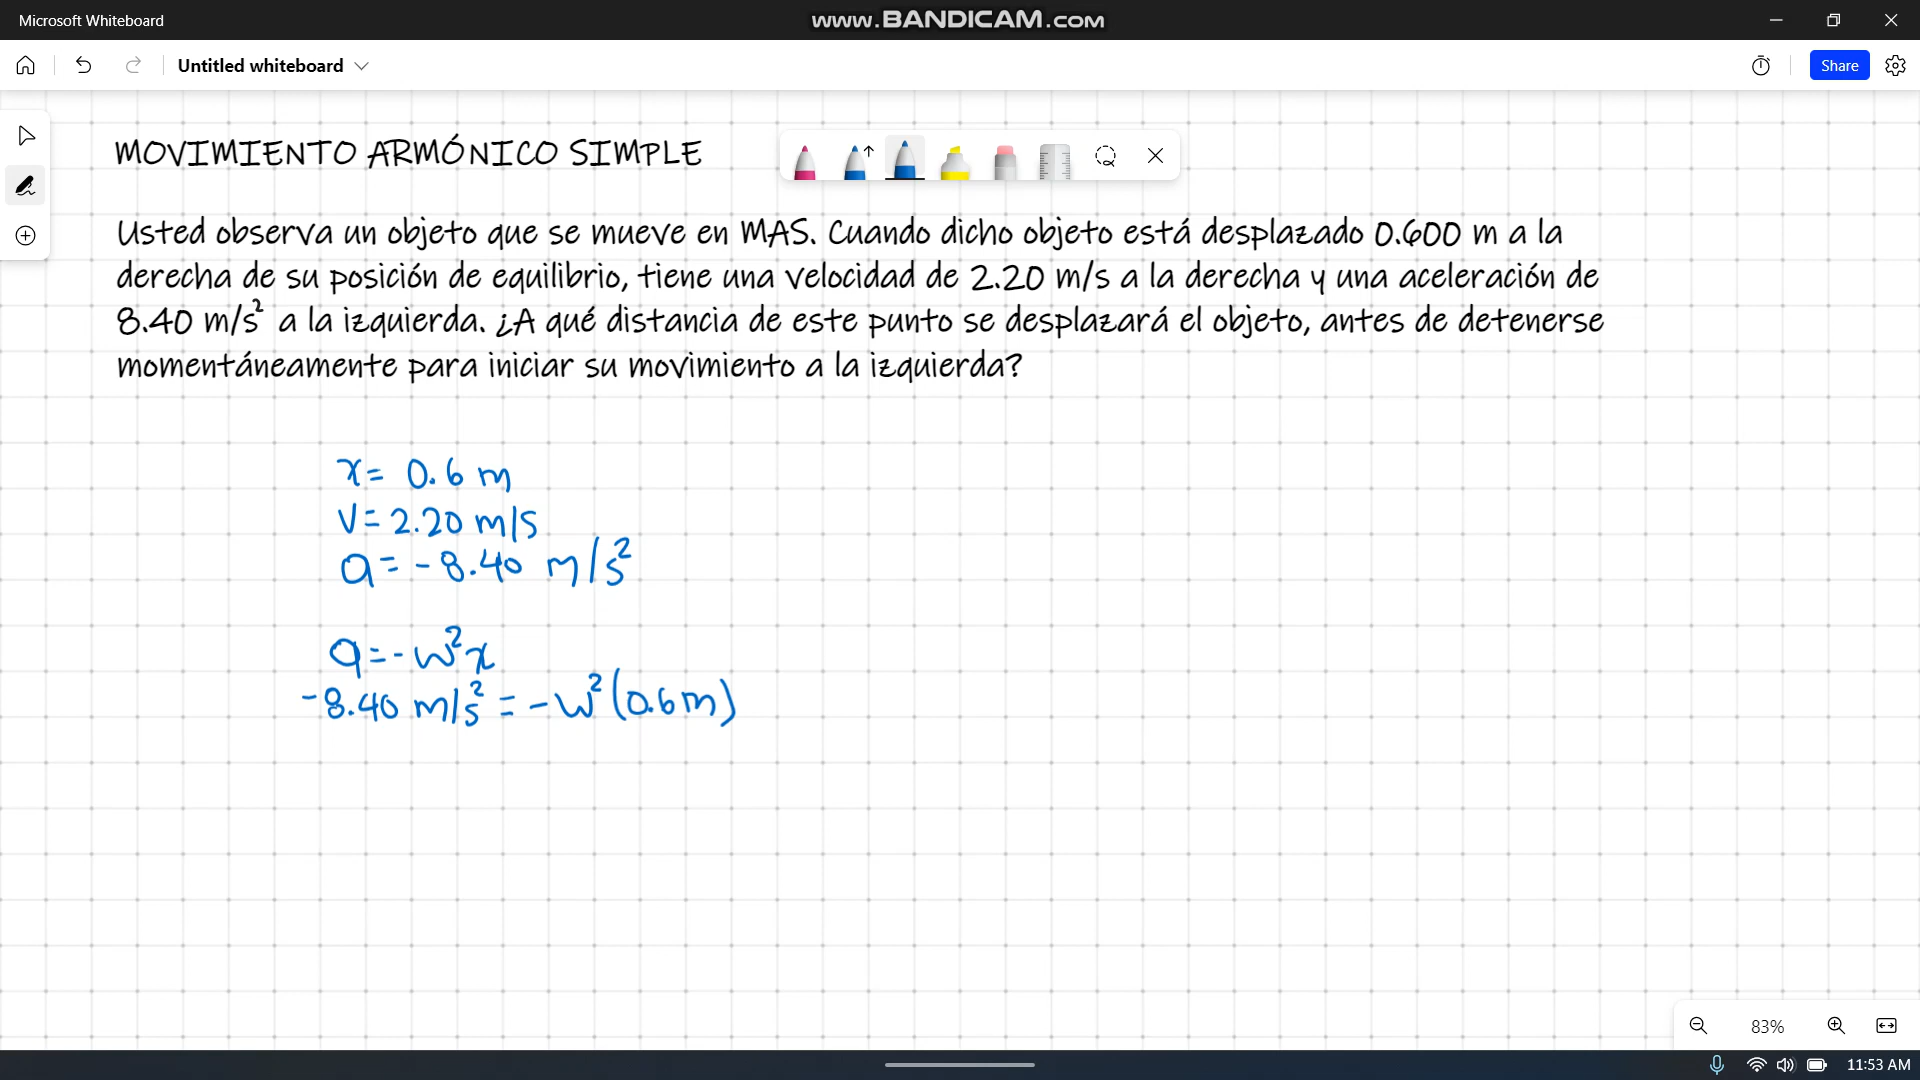 Microsoft Whiteboard
www.BANDICAM.com
Untitled whiteboard
Share
MOVIMIENTO ARMÓNICO SIMPLE
Usted observa un objeto que se mueve en MAS. Cuando dicho objeto está desplazado 0.600 m a la
derecha de su posición de equilibrio, tiene una velocidad de 2.20 m/s a la derecha y una aceleración de
8.40 m/s² a la izquierda. ¿A qué distancia de este punto se desplazará el objeto, antes de detenerse
momentáneamente para iniciar su movimiento a la izquierda?
x = 0.6 m
V = 2.20 m/s
a = -8.40 m/s²
a = -w²x
-8.40 m/s² = -w²(0.6m)
83%
11:53 AM